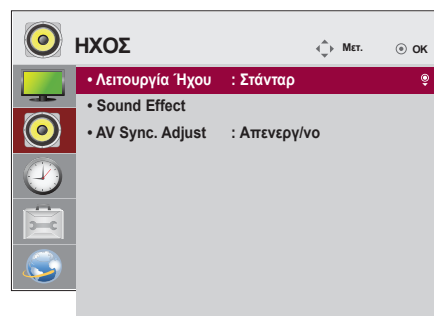 ΗΧΟΣ Μετ. OK
• Λειτουργία Ήχου : Στάνταρ
• Sound Effect
• AV Sync. Adjust : Απενεργ/νο